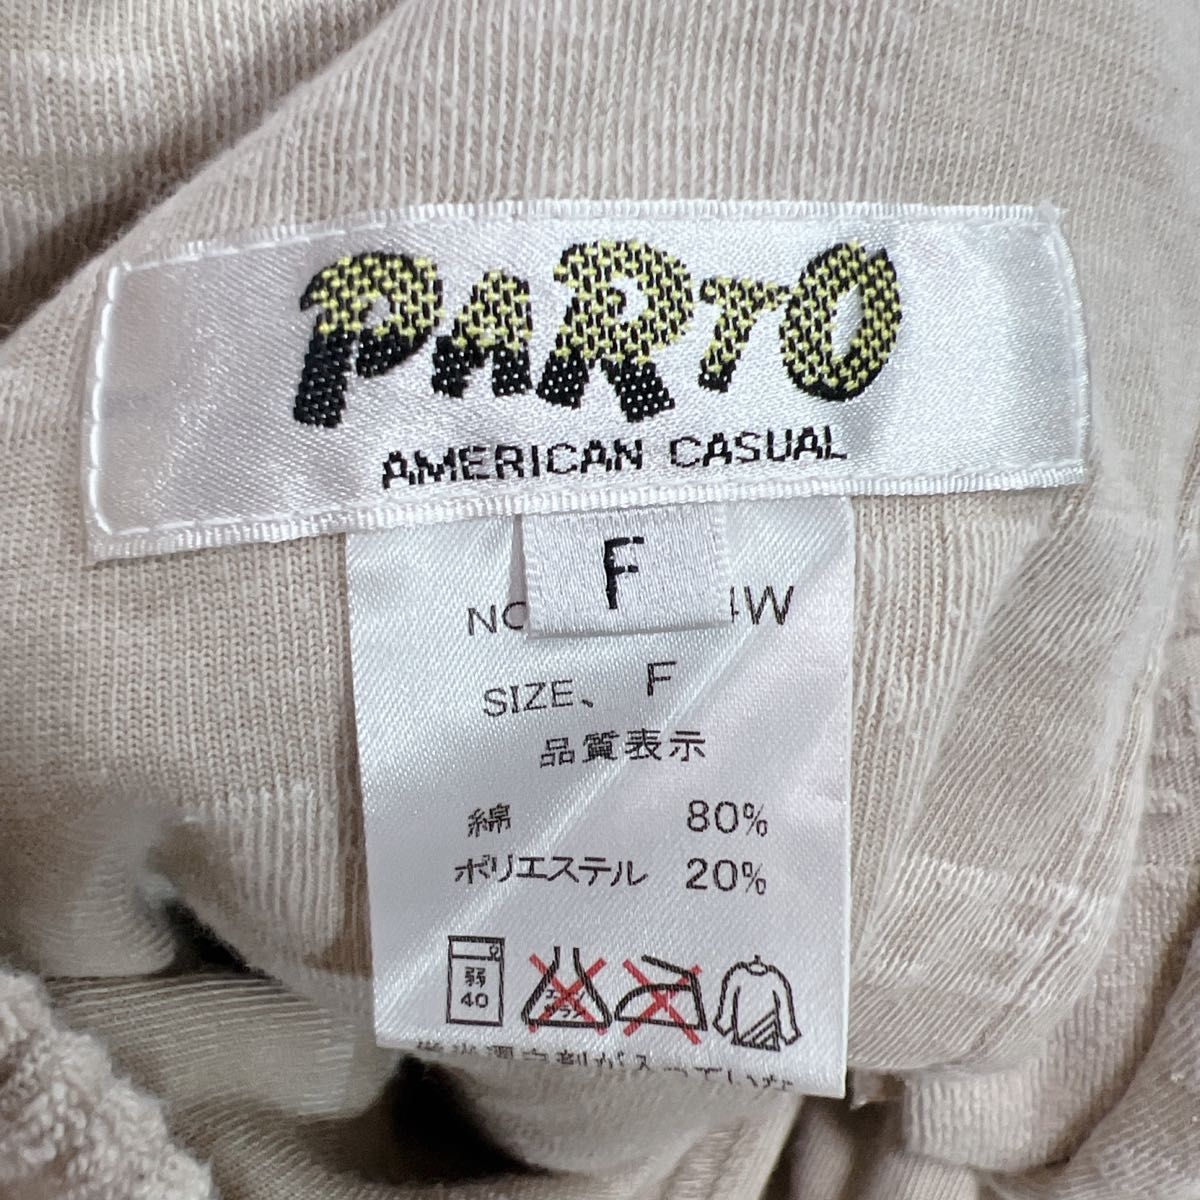 PARTO
AMERICAN CASUAL
F
4W
SIZE、 F
品質表示
綿 80%
ポリエステル 20%
弱
40